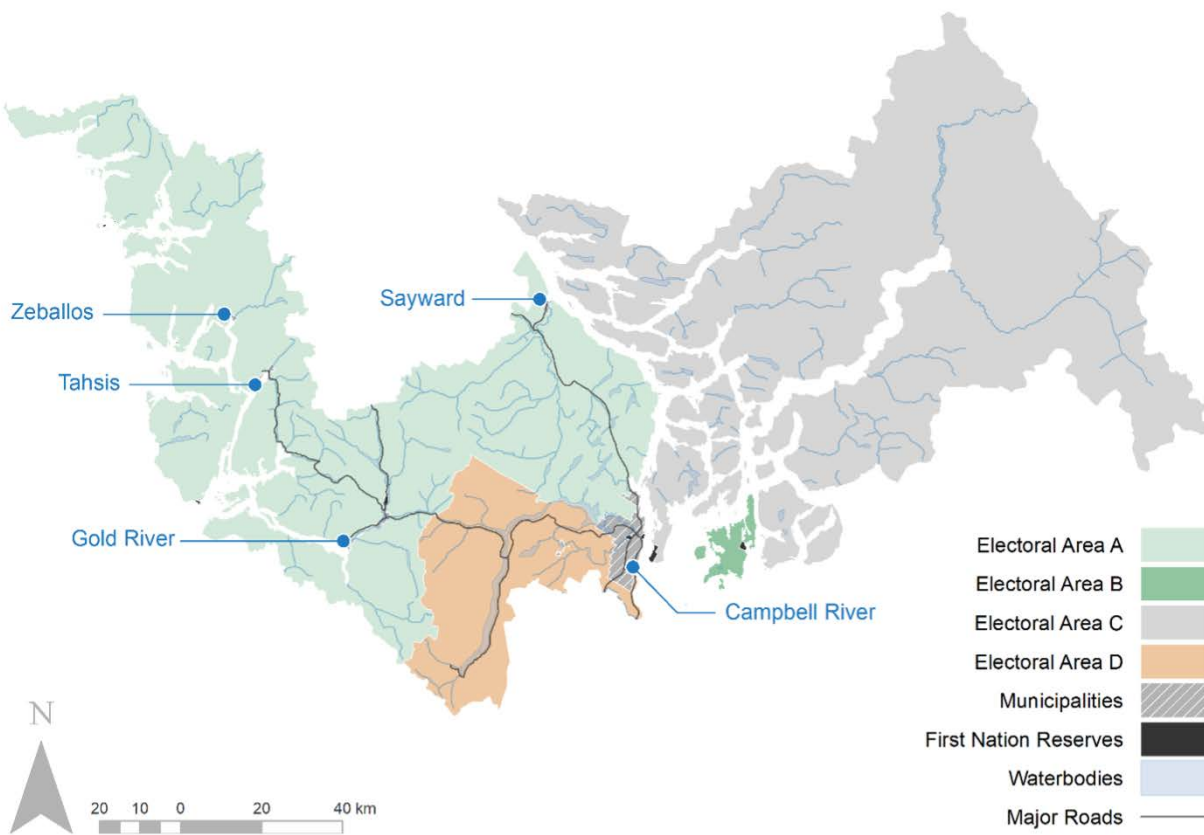 Zeballos
Sayward
Tahsis
Gold River
Campbell River
Electoral Area A
Electoral Area B
Electoral Area C
Electoral Area D
Municipalities
First Nation Reserves
Waterbodies
Major Roads
N
20 10 0 20 40 km